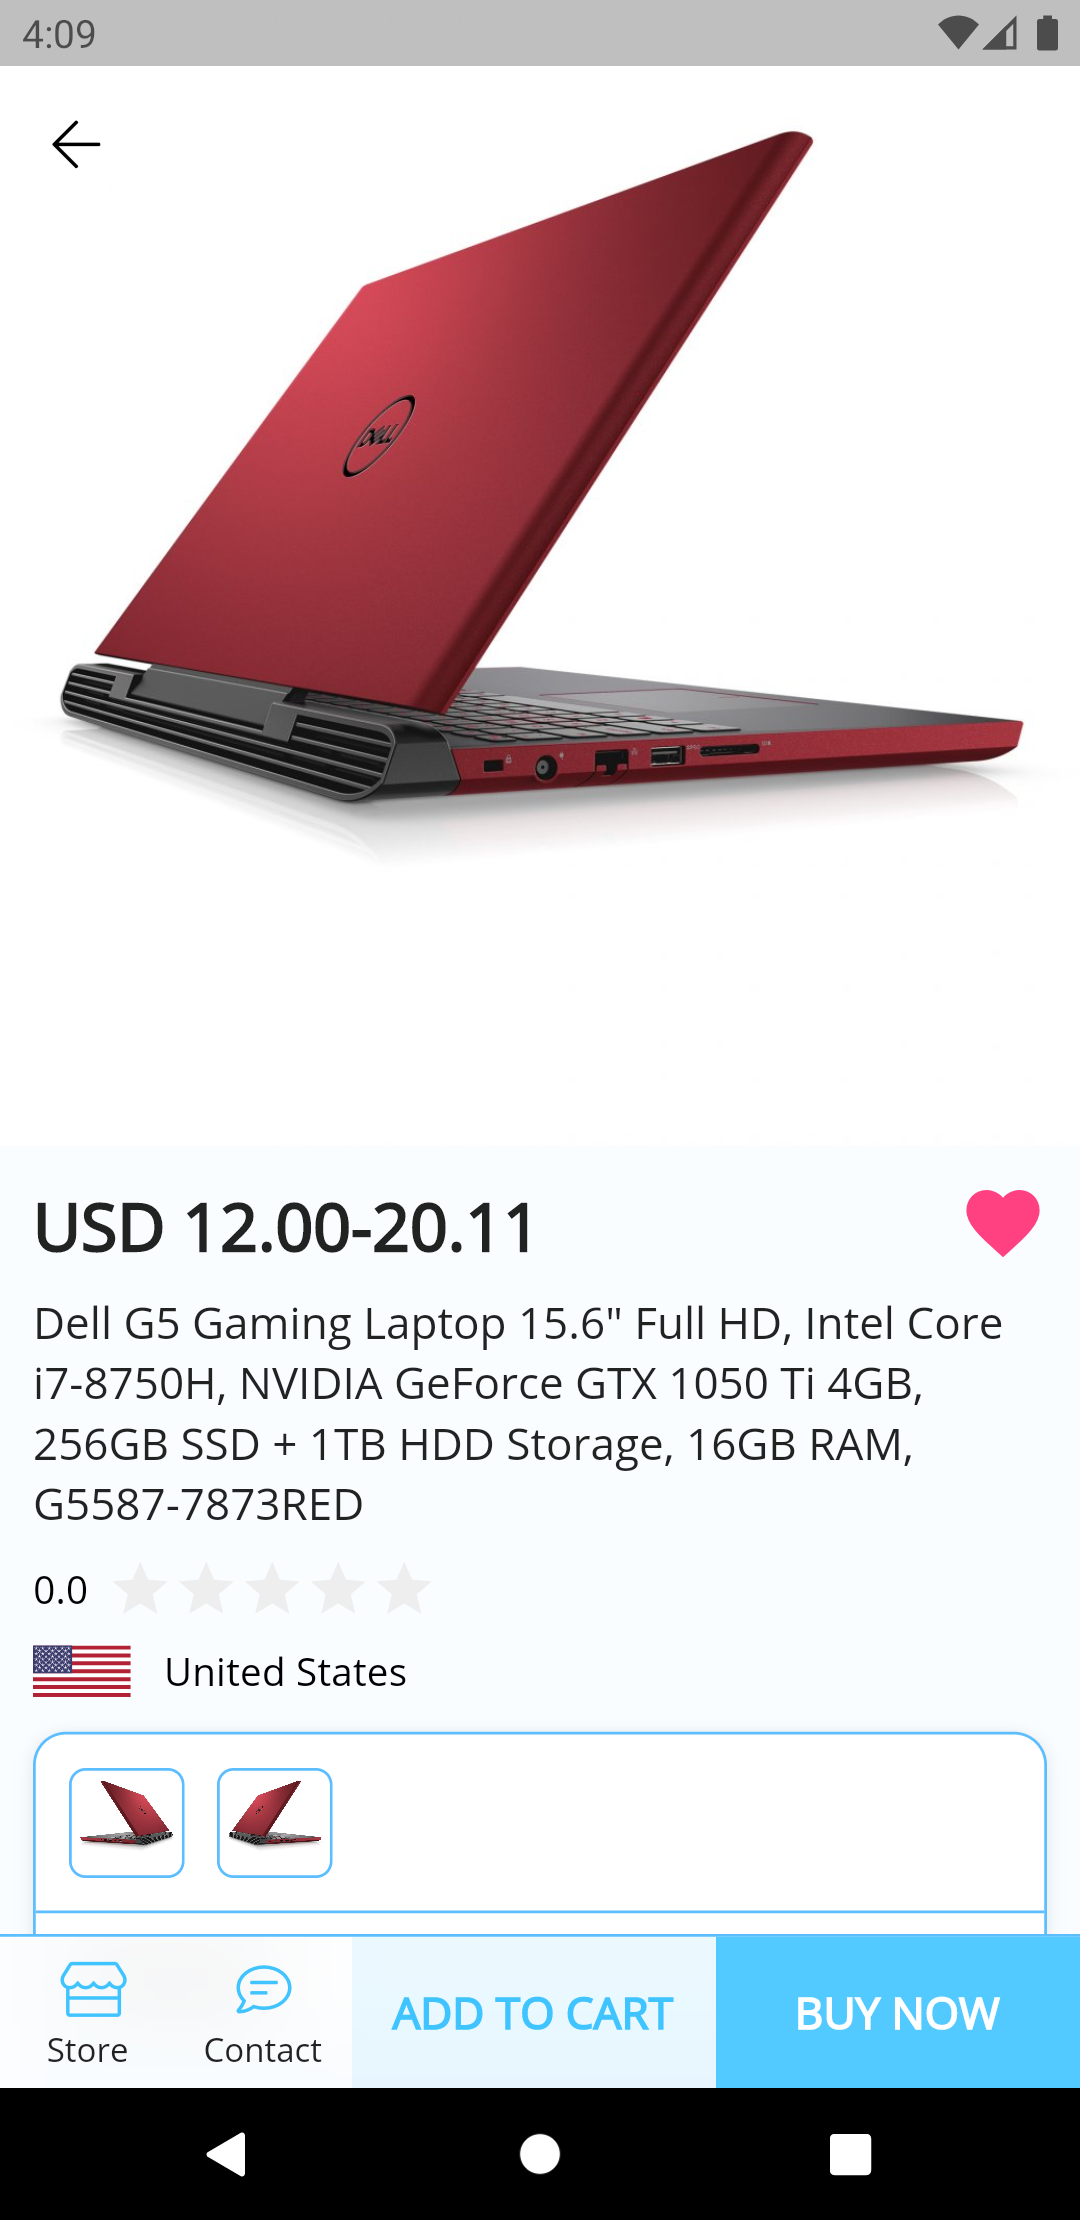 4:09
DELL
USD 12.00-20.11
Dell G5 Gaming Laptop 15.6" Full HD, Intel Core
i7-8750H, NVIDIA GeForce GTX 1050 Ti 4GB,
256GB SSD + 1TB HDD Storage, 16GB RAM,
G5587-7873RED
0.0
United States
Store
Contact
ADD TO CART
BUY NOW